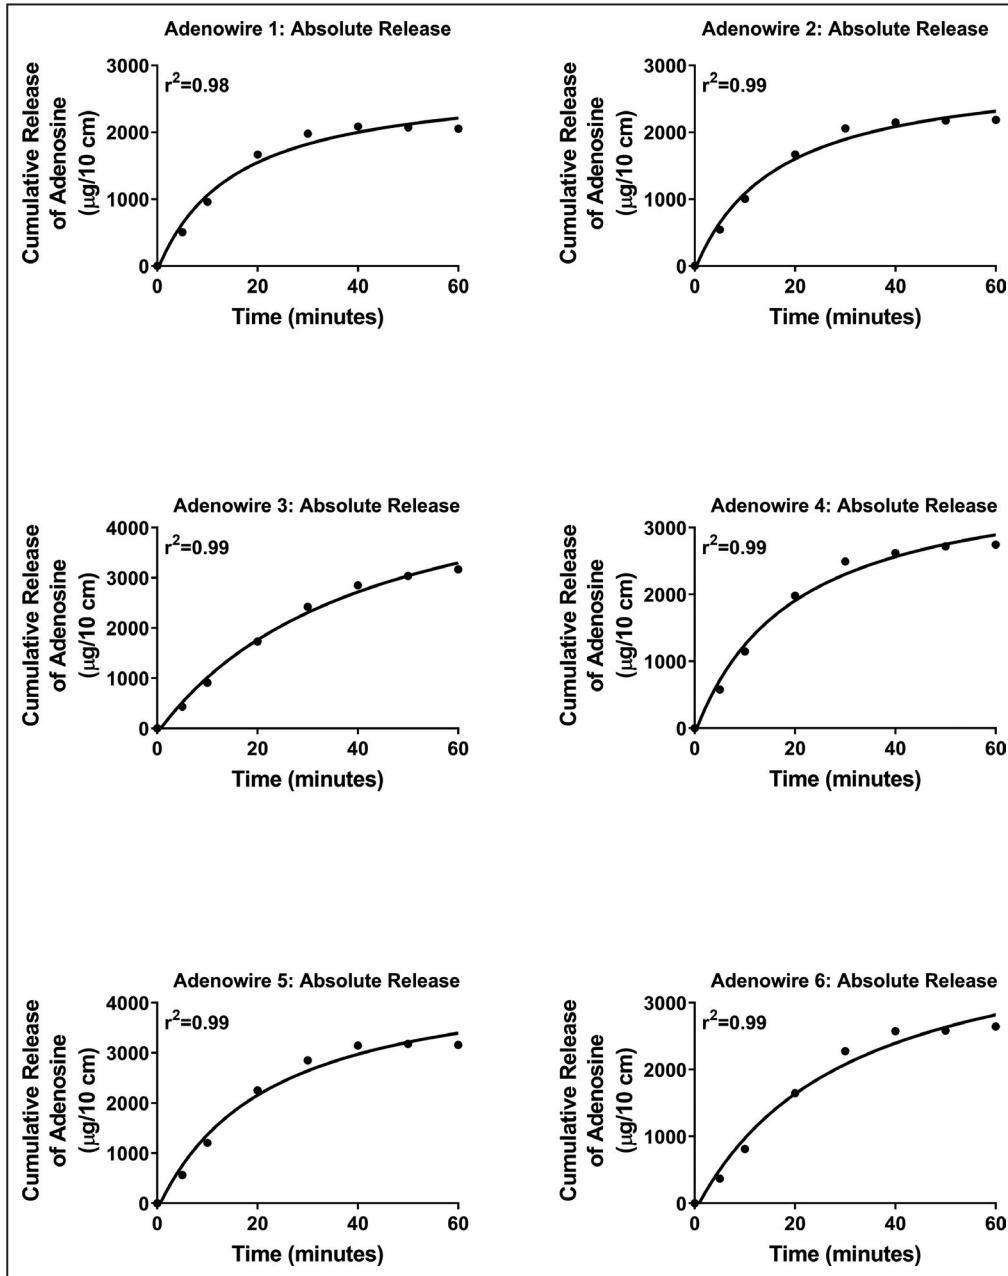 Adenowire 1: Absolute Release
r²=0.98
Cumulative Release
of Adenosine
(μg/10 cm)
3000
2000
1000
0
0 20 40 60
Time (minutes)
Adenowire 2: Absolute Release
r²=0.99
Cumulative Release
of Adenosine
(μg/10 cm)
3000
2000
1000
0
0 20 40 60
Time (minutes)
Adenowire 3: Absolute Release
r²=0.99
Cumulative Release
of Adenosine
(μg/10 cm)
4000
3000
2000
1000
0
0 20 40 60
Time (minutes)
Adenowire 4: Absolute Release
r²=0.99
Cumulative Release
of Adenosine
(μg/10 cm)
3000
2000
1000
0
0 20 40 60
Time (minutes)
Adenowire 5: Absolute Release
r²=0.99
Cumulative Release
of Adenosine
(μg/10 cm)
4000
3000
2000
1000
0
0 20 40 60
Time (minutes)
Adenowire 6: Absolute Release
r²=0.99
Cumulative Release
of Adenosine
(μg/10 cm)
3000
2000
1000
0
0 20 40 60
Time (minutes)